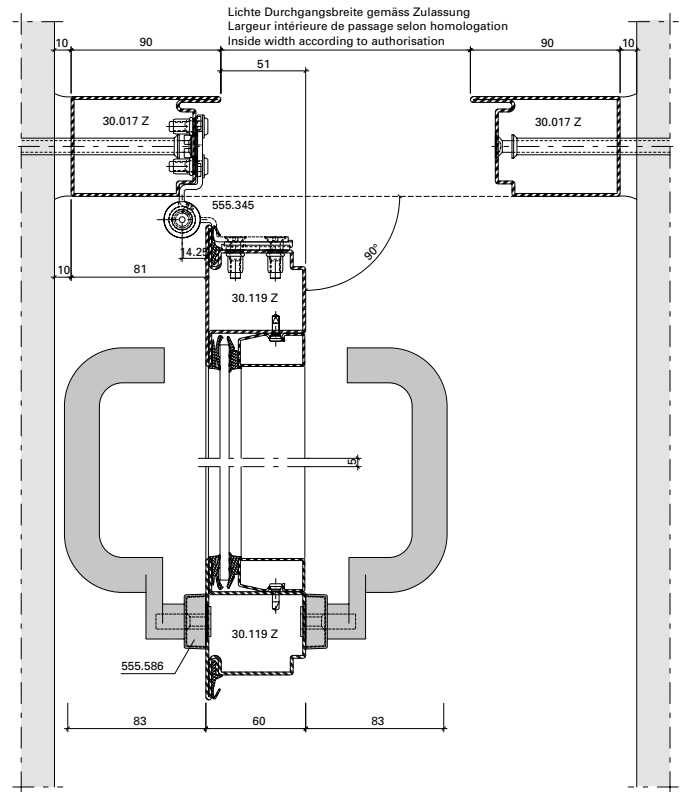 Lichte Durchgangsbreite gemäss Zulassung
Largeur intérieure de passage selon homologation
Inside width according to authorisation
10 90 90 10
51
30.017 Z 30.017 Z
555.345
14.25
90°
10 81
30.119 Z
5
30.119 Z
555.586
83 60 83